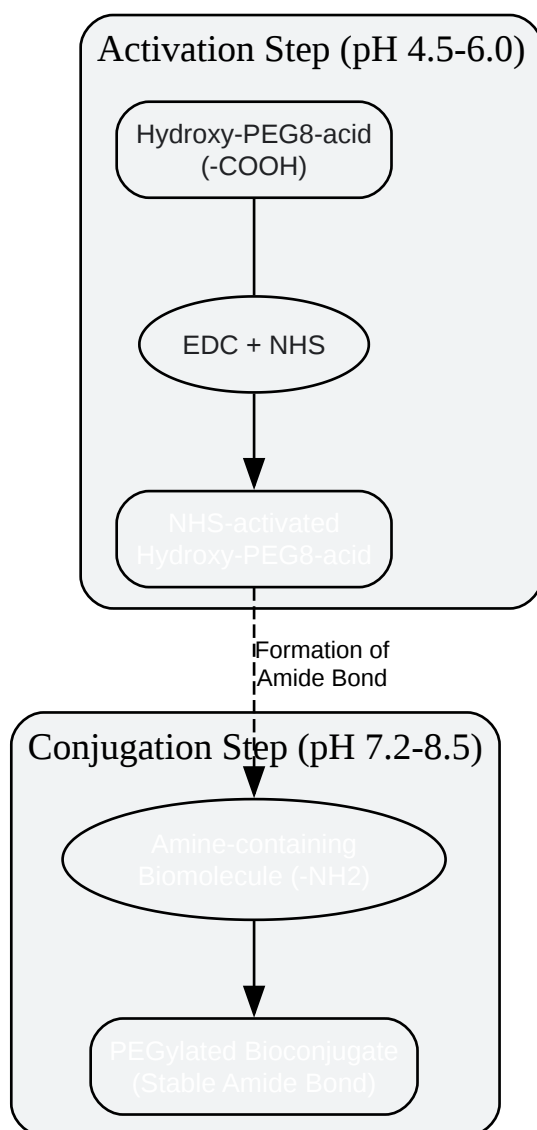 Activation Step (pH 4.5-6.0)
Hydroxy-PEG8-acid
(-COOH)
EDC + NHS
NHS-activated
Hydroxy-PEG8-acid
Formation of
Amide Bond
Conjugation Step (pH 7.2-8.5)
Amine-containing
Biomolecule (-NH2)
PEGylated Bioconjugate
(Stable Amide Bond)